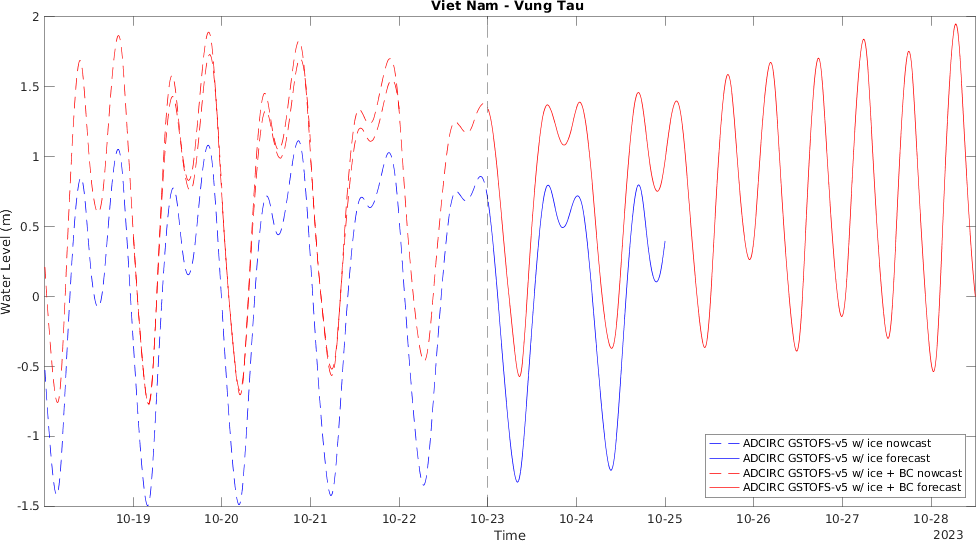 Viet Nam - Vung Tau
2
1.5
1
0.5
0
-0.5
-1
-1.5
Water Level (m)
ADCIRC GSTOFS-v5 w/ ice nowcast
ADCIRC GSTOFS-v5 w/ ice forecast
ADCIRC GSTOFS-v5 w/ ice + BC nowcast
ADCIRC GSTOFS-v5 w/ ice + BC forecast
10-19 10-20 10-21 10-22 10-23 10-24 10-25 10-26 10-27 10-28
Time 2023